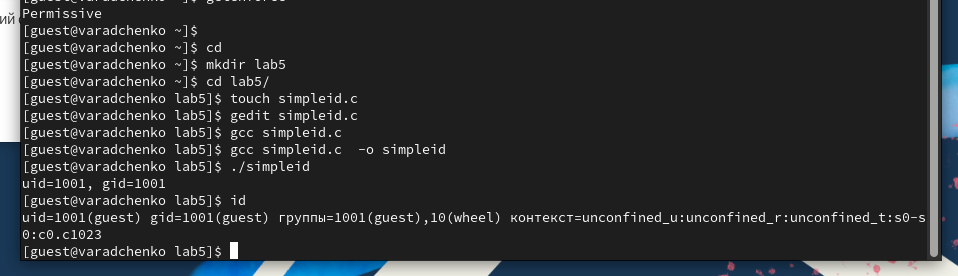 Permissive
[guest@varadchenko ~]$
[guest@varadchenko ~]$ cd
[guest@varadchenko ~]$ mkdir lab5
[guest@varadchenko ~]$ cd lab5/
[guest@varadchenko lab5]$ touch simpleid.c
[guest@varadchenko lab5]$ gedit simpleid.c
[guest@varadchenko lab5]$ gcc simpleid.c
[guest@varadchenko lab5]$ gcc simpleid.c  -o simpleid
[guest@varadchenko lab5]$ ./simpleid
uid=1001, gid=1001
[guest@varadchenko lab5]$ id
uid=1001(guest) gid=1001(guest) группы=1001(guest),10(wheel) контекст=unconfined_u:unconfined_r:unconfined_t:s0-s
0:c0.c1023
[guest@varadchenko lab5]$